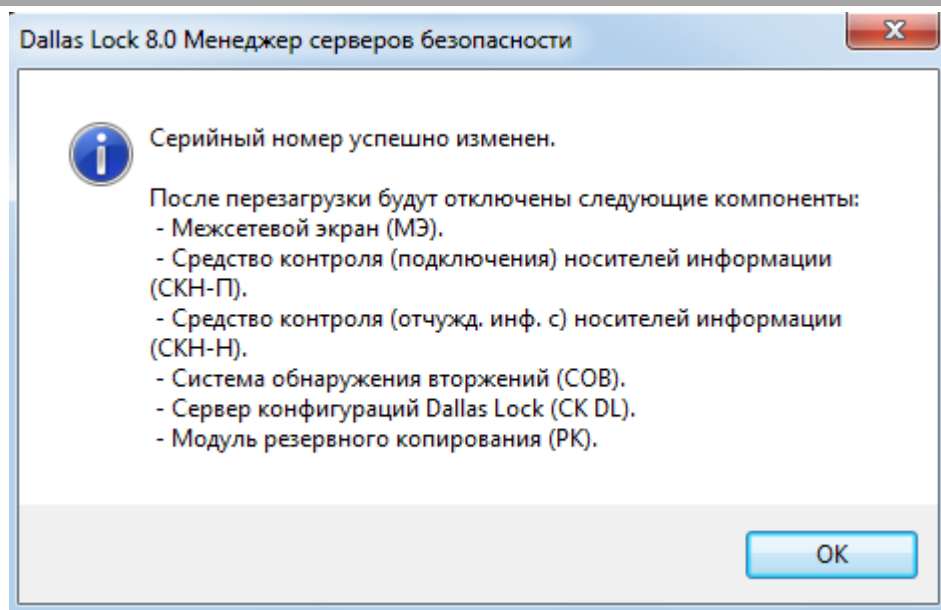 Dallas Lock 8.0 Менеджер серверов безопасности
Серийный номер успешно изменен.
После перезагрузки будут отключены следующие компоненты:
- Межсетевой экран (МЭ).
- Средство контроля (подключения) носителей информации
(СКН-П).
- Средство контроля (отчужд. инф. с) носителей информации
(СКН-Н).
- Система обнаружения вторжений (СОВ).
- Сервер конфигураций Dallas Lock (СК DL).
- Модуль резервного копирования (РК).
OK